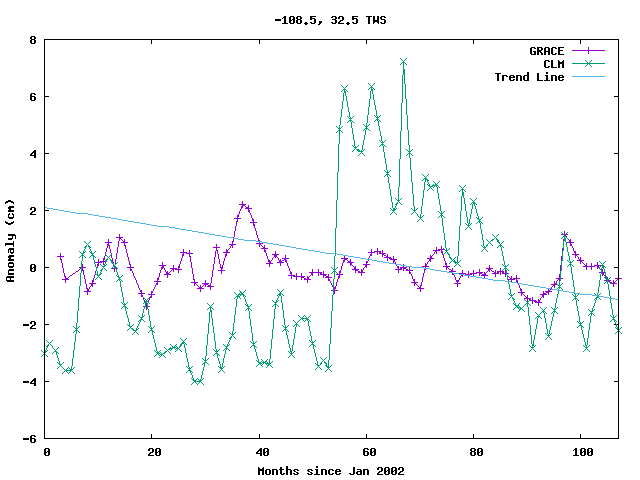 -108.5, 32.5 TWS
GRACE
CLM
Trend Line
8
6
4
2
0
-2
-4
-6
Anomaly (cm)
0 20 40 60 80 100
Months since Jan 2002